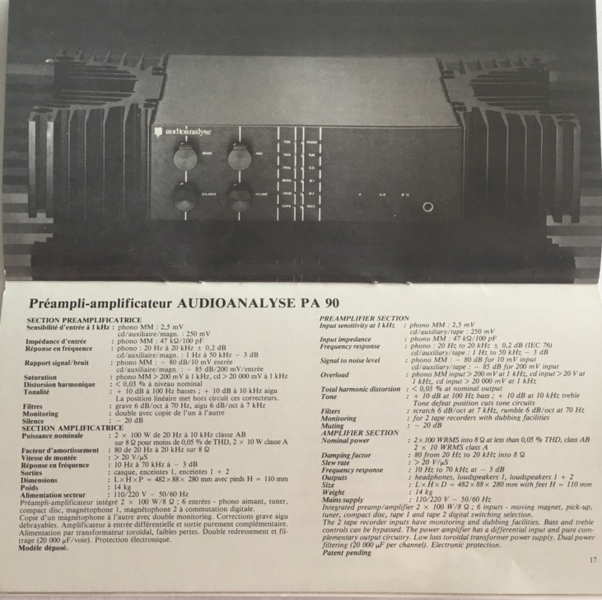 audioanalyse
Préampli-amplificateur AUDIOANALYSE PA 90
SECTION PREAMPLIFICATRICE
Sensibilité d'entrée à 1 kHz : phono MM : 2,5 mV
cd/auxiliaire/magn. : 250 mV
Impédance d'entrée : phono MM : 47 kΩ/100 pF
Réponse en fréquence : phono : 20 Hz à 20 kHz ± 0,2 dB
cd/auxiliaire/magn. : 1 Hz à 50 kHz – 3 dB
Rapport signal/bruit : phono MM : – 80 dB/10 mV entrée
cd/auxiliaire/magn. : – 85 dB/200 mV/entrée
Saturation : phono MM > 200 mV à 1 kHz, cd > 20 000 mV à 1 kHz
Distorsion harmonique : < 0,03 % à niveau nominal
Tonalité : + 10 dB à 100 Hz basses ; + 10 dB à 10 kHz aigu
La position linéaire met hors circuit ces correcteurs.
Filtres : grave 6 dB/oct à 70 Hz, aigu 6 dB/oct à 7 kHz
Monitoring : double avec copie de l'un à l'autre
Silence : – 20 dB
SECTION AMPLIFICATRICE
Puissance nominale : 2 × 100 W de 20 Hz à 10 kHz classe AB
sur 8 Ω pour moins de 0,05 % de THD, 2 × 10 W classe A
Facteur d'amortissement : 80 de 20 Hz à 20 kHz sur 8 Ω
Vitesse de montée : > 20 V/µS
Réponse en fréquence : 10 Hz à 70 kHz à – 3 dB
Sorties : casque, enceintes 1, enceintes 1 + 2
Dimensions : L × H × P = 482 × 88 × 280 mm avec pieds H = 110 mm
Poids : 14 kg
Alimentation secteur : 110/220 V – 50/60 Hz
Préampli-amplificateur intégré 2 × 100 W/8 Ω ; 6 entrées - phono aimant, tuner,
compact disc, magnétophone 1, magnétophone 2 à commutation digitale.
Copie d'un magnétophone à l'autre avec double monitoring. Corrections grave aigu
débrayables. Amplificateur à entrée différentielle et sortie purement complémentaire.
Alimentation par transformateur toroïdal, faibles pertes. Double redressement et fil-
trage (20 000 µF/voie). Protection électronique.
Modèle déposé.
PREAMPLIFIER SECTION
Input sensitivity at 1 kHz : phono MM : 2,5 mV
cd/auxiliary/tape : 250 mV
Input impedance : phono MM : 47 kΩ/100 pF
Frequency response : phono : 20 Hz to 20 kHz ± 0,2 dB (IEC 76)
cd/auxiliary/tape : 1 Hz to 50 kHz – 3 dB
Signal to noise level : phono MM : – 80 dB for 10 mV input
cd/auxiliary/tape : – 85 dB for 200 mV input
Overload : phono MM input > 200 mV at 1 kHz, cd input > 20 V at
1 kHz, cd input > 20 000 mV at 1 kHz
Total harmonic distorsion : < 0,03 % at nominal output
Tone : + 10 dB at 100 Hz bass ; + 10 dB at 10 kHz treble
Tone defeat position cuts tone circuits
Filters : scratch 6 dB/oct at 7 kHz, rumble 6 dB/oct at 70 Hz
Monitoring : for 2 tape recorders with dubbing facilities
Muting : – 20 dB
AMPLIFIER SECTION
Nominal power : 2 × 100 WRMS into 8 Ω at less than 0,05 % THD, class AB
2 × 10 WRMS class A
Damping factor : 80 from 20 Hz to 20 kHz into 8 Ω
Slew rate : > 20 V/µS
Frequency response : 10 Hz to 70 kHz at – 3 dB
Outputs : headphones, loudspeakers 1, loudspeakers 1 + 2
Size : L × H × D = 482 × 88 × 280 mm with feet H = 110 mm
Weight : 14 kg
Mains supply : 110/220 V – 50/60 Hz
Integrated preamp/amplifier 2 × 100 W/8 Ω ; 6 inputs - moving magnet, pick-up,
tuner, compact disc, tape 1 and tape 2 digital switching selection.
The 2 tape recorder inputs have monitoring and dubbing facilities. Bass and treble
controls can be bypassed. The power amplifier has a differential input and pure com-
plementary output circuitry. Low loss toroidal transformer power supply. Dual power
filtering (20 000 µF per channel). Electronic protection.
Patent pending
17